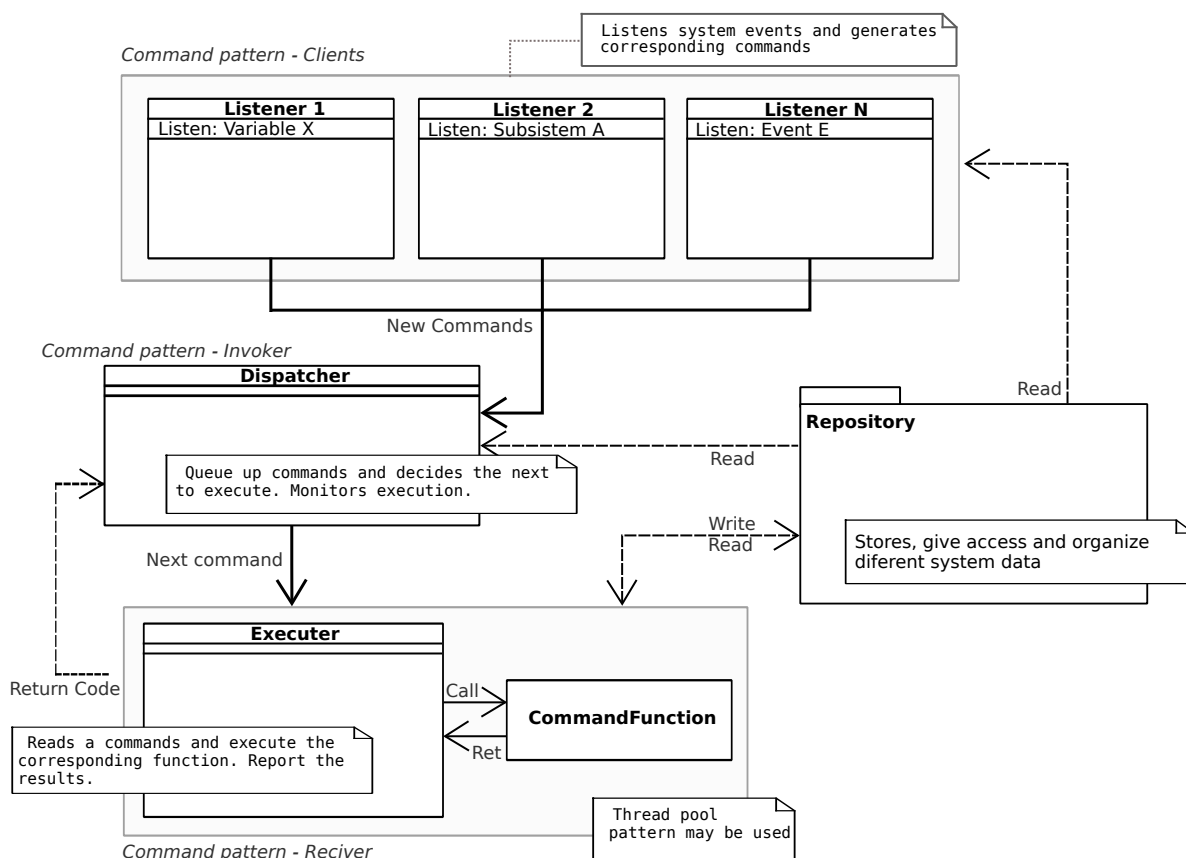 Listens system events and generates
corresponding commands
Command pattern - Clients
Listener 1
Listen: Variable X
Listener 2
Listen: Subsistem A
Listener N
Listen: Event E
New Commands
Command pattern - Invoker
Dispatcher
Queue up commands and decides the next
to execute. Monitors execution.
Read
Read
Repository
Stores, give access and organize
diferent system data
Write
Read
Next command
Return Code
Executer
Call
CommandFunction
Ret
Reads a commands and execute the
corresponding function. Report the
results.
Thread pool
pattern may be used
Command pattern - Reciver